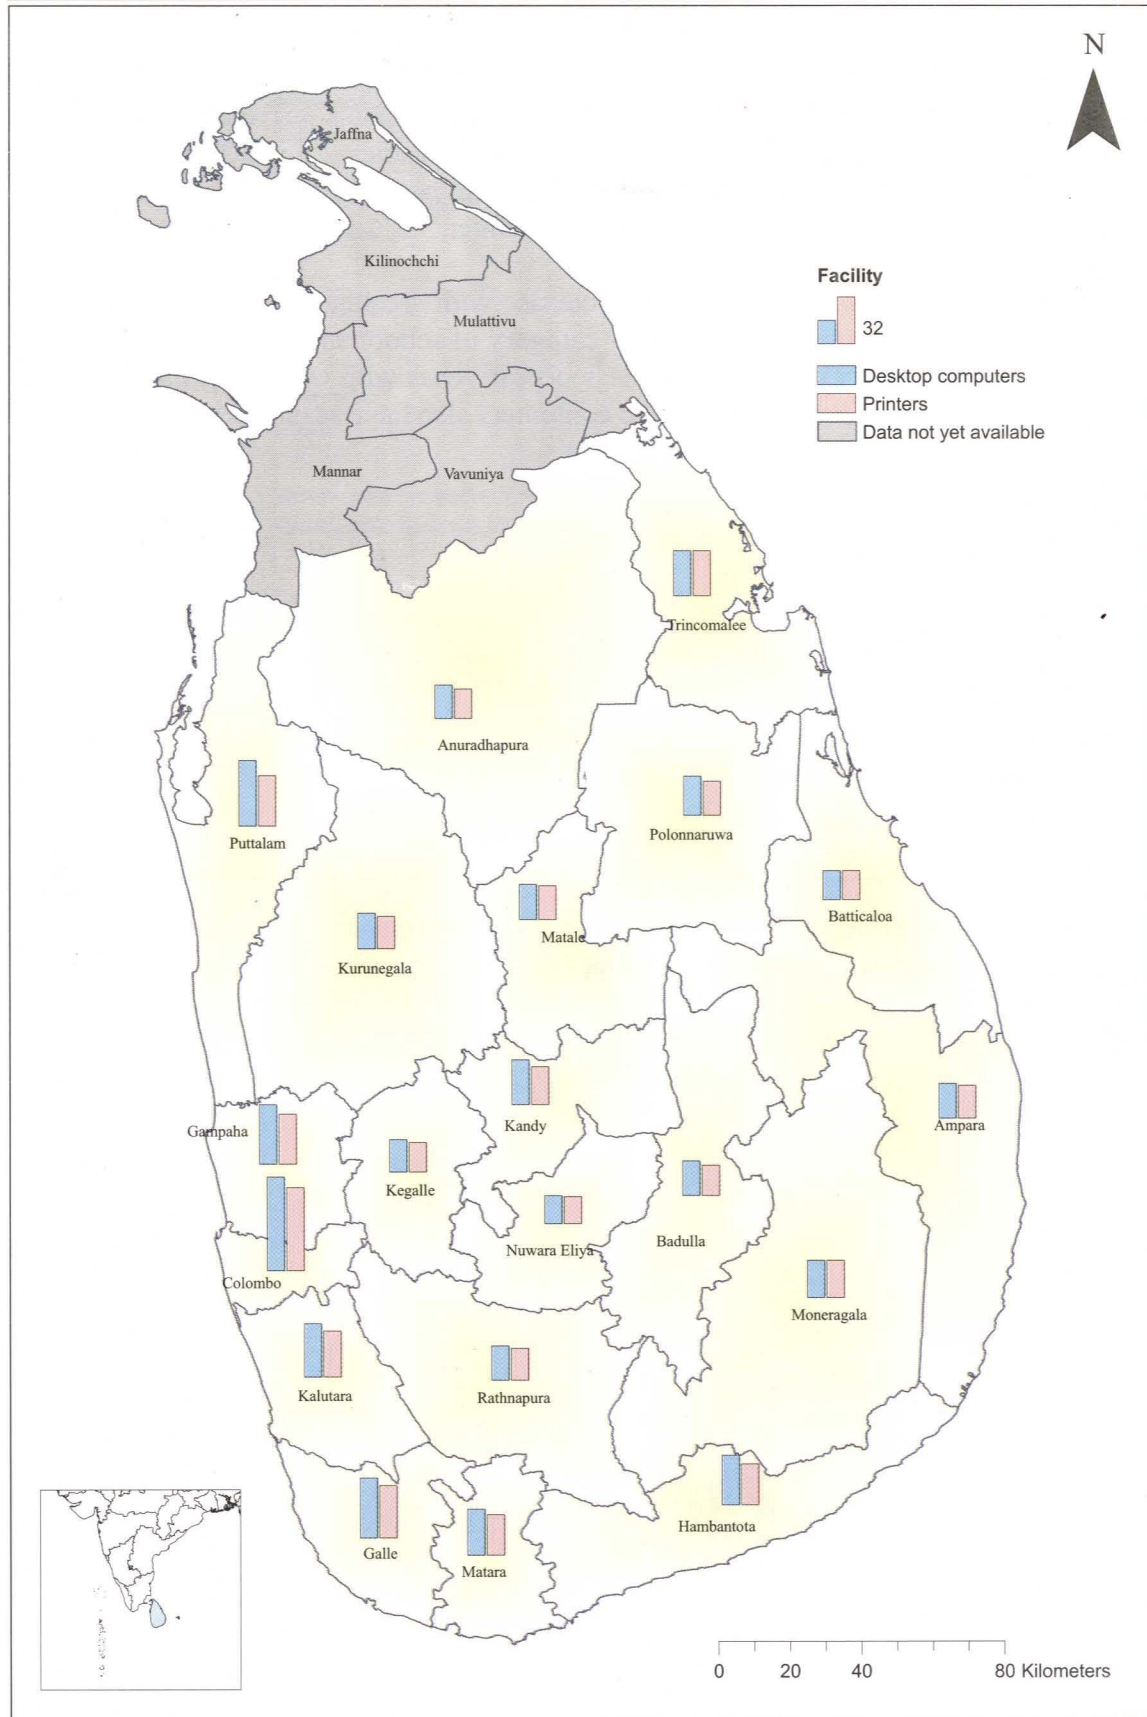 N
Jaffna
Kilinochchi
Facility
32
Mulattivu
Desktop computers
Printers
Data not yet available
Mannar
Vavuniya
Trincomalee
Anuradhapura
Puttalam
Polonnaruwa
Batticaloa
Matale
Kurunegala
Gampaha
Kandy
Ampara
Kegalle
Nuwara Eliya
Badulla
Colombo
Moneragala
Kalutara
Rathnapura
Hambantota
Galle
Matara
0 20 40 80 Kilometers